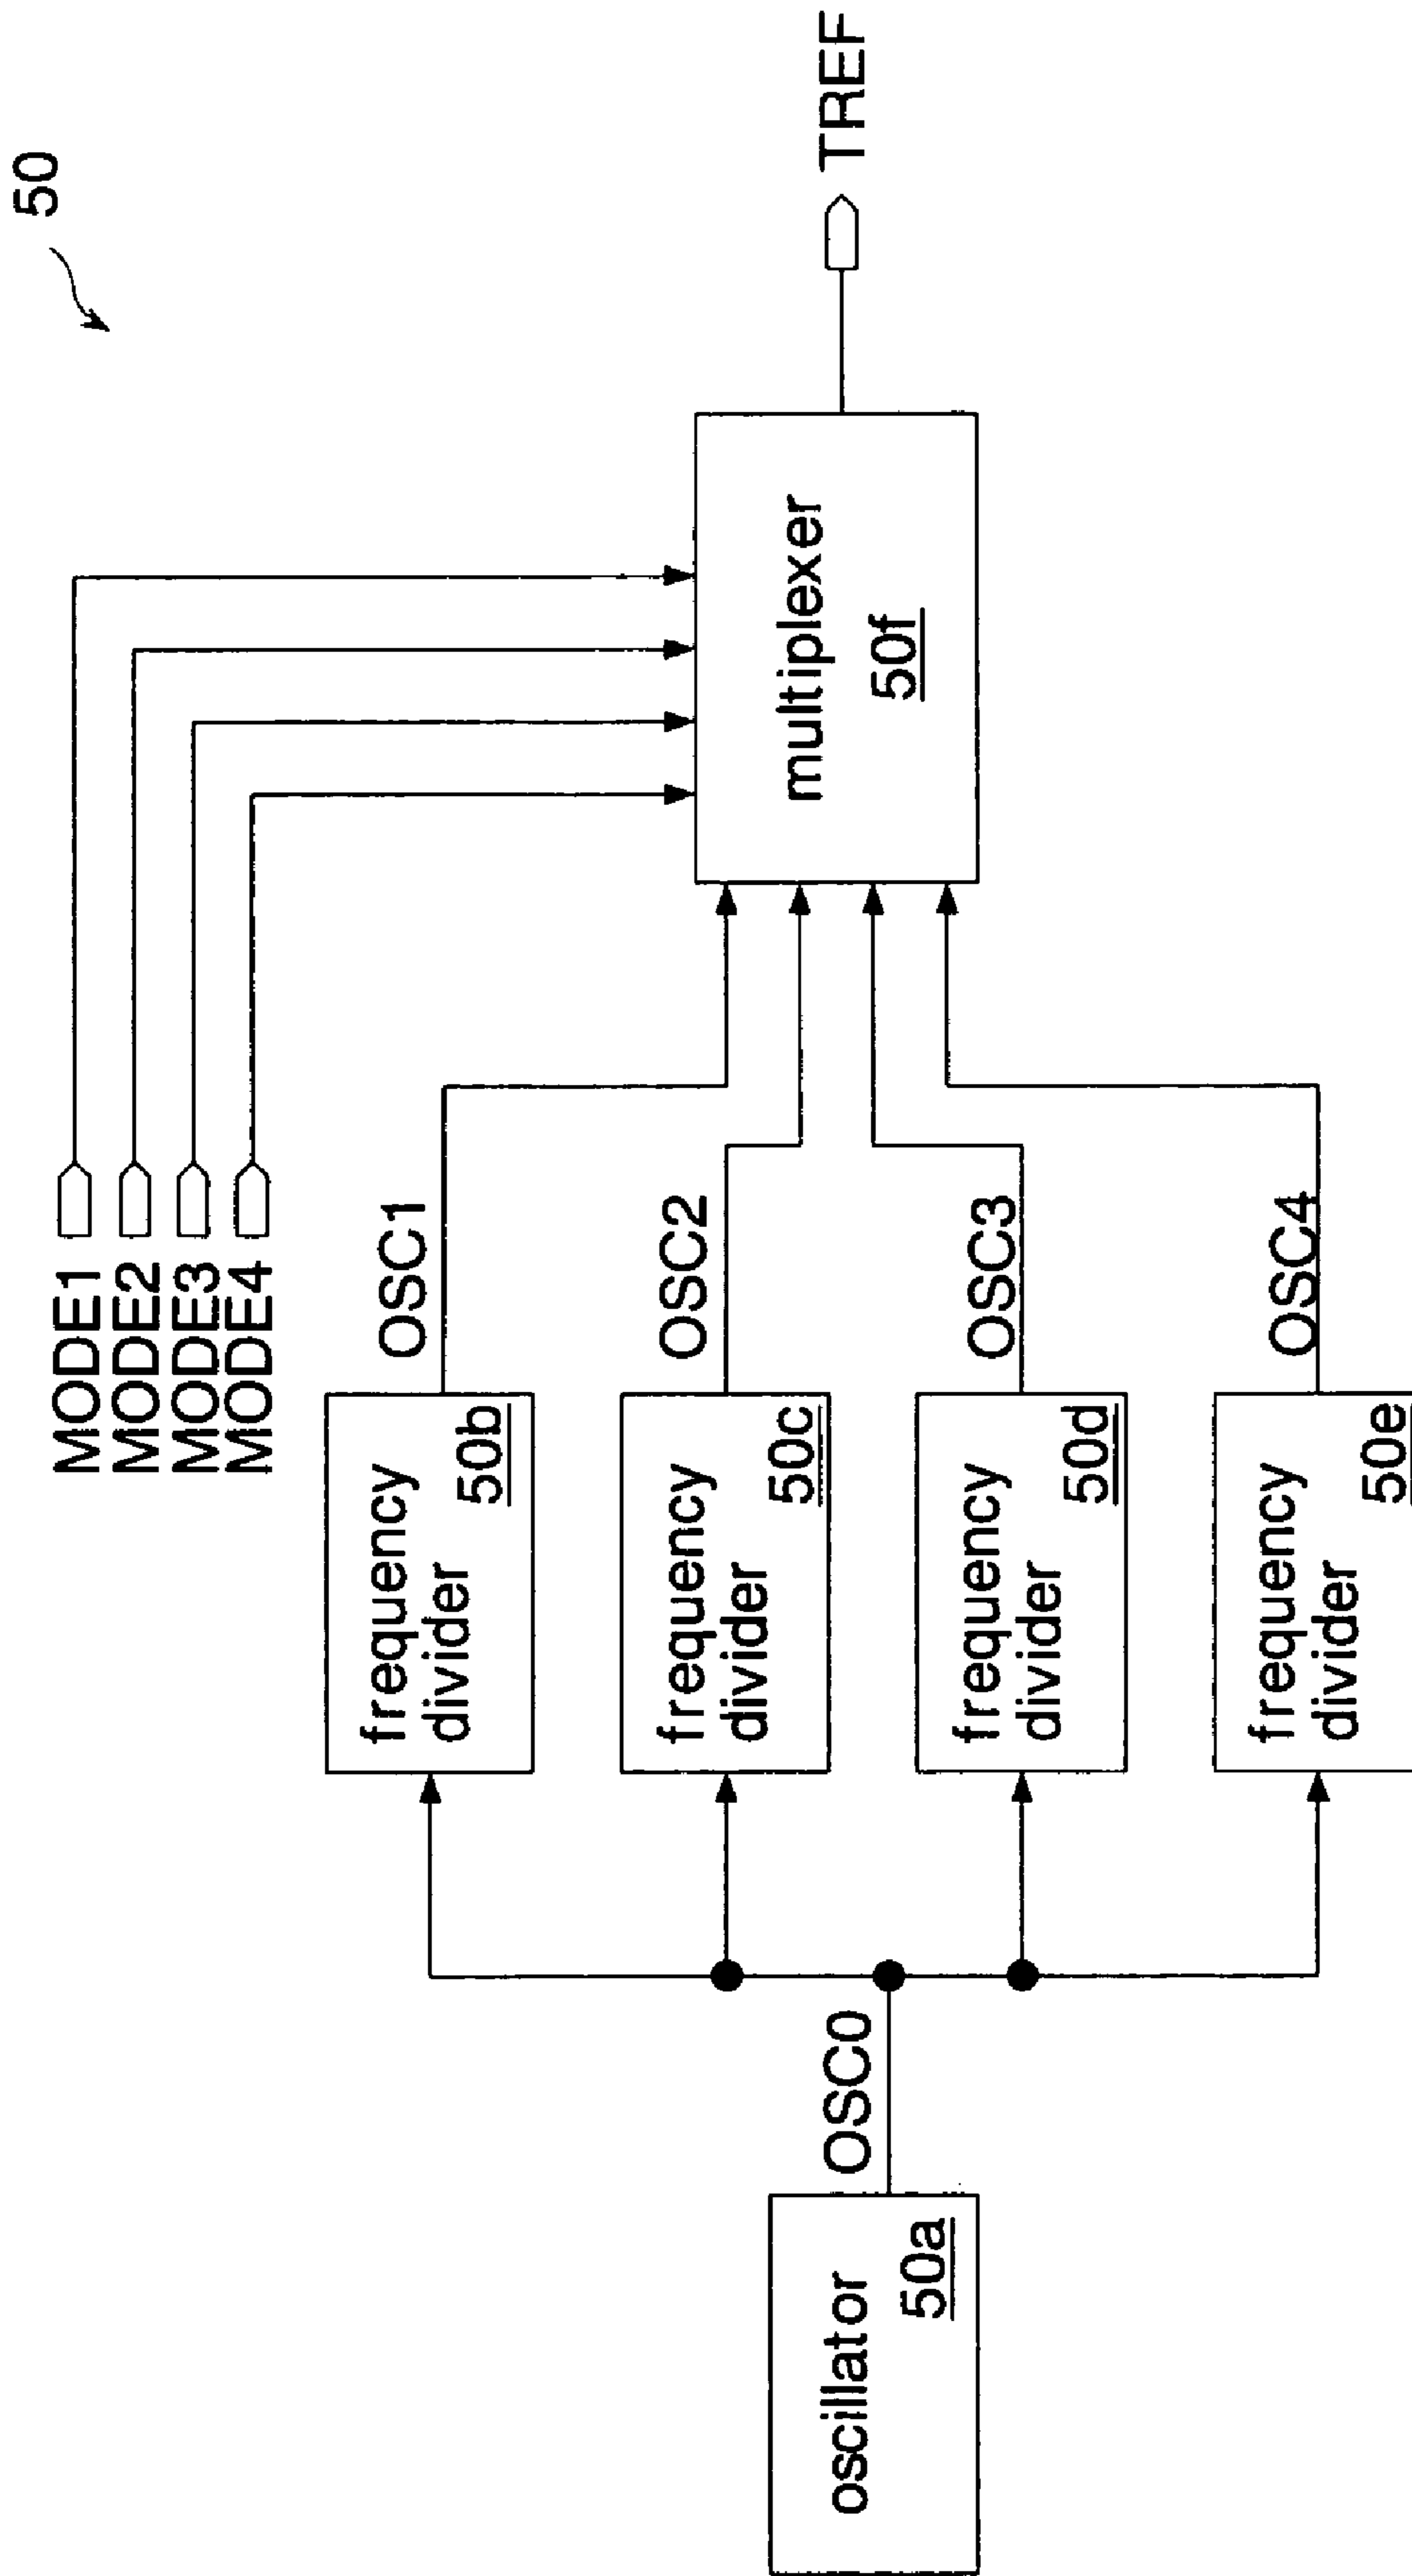 50
MODE1
MODE2
MODE3
MODE4
OSC1
frequency
divider
50b
OSC2
frequency
divider
50c
OSC0
oscillator
50a
OSC3
frequency
divider
50d
OSC4
frequency
divider
50e
multiplexer
50f
TREF